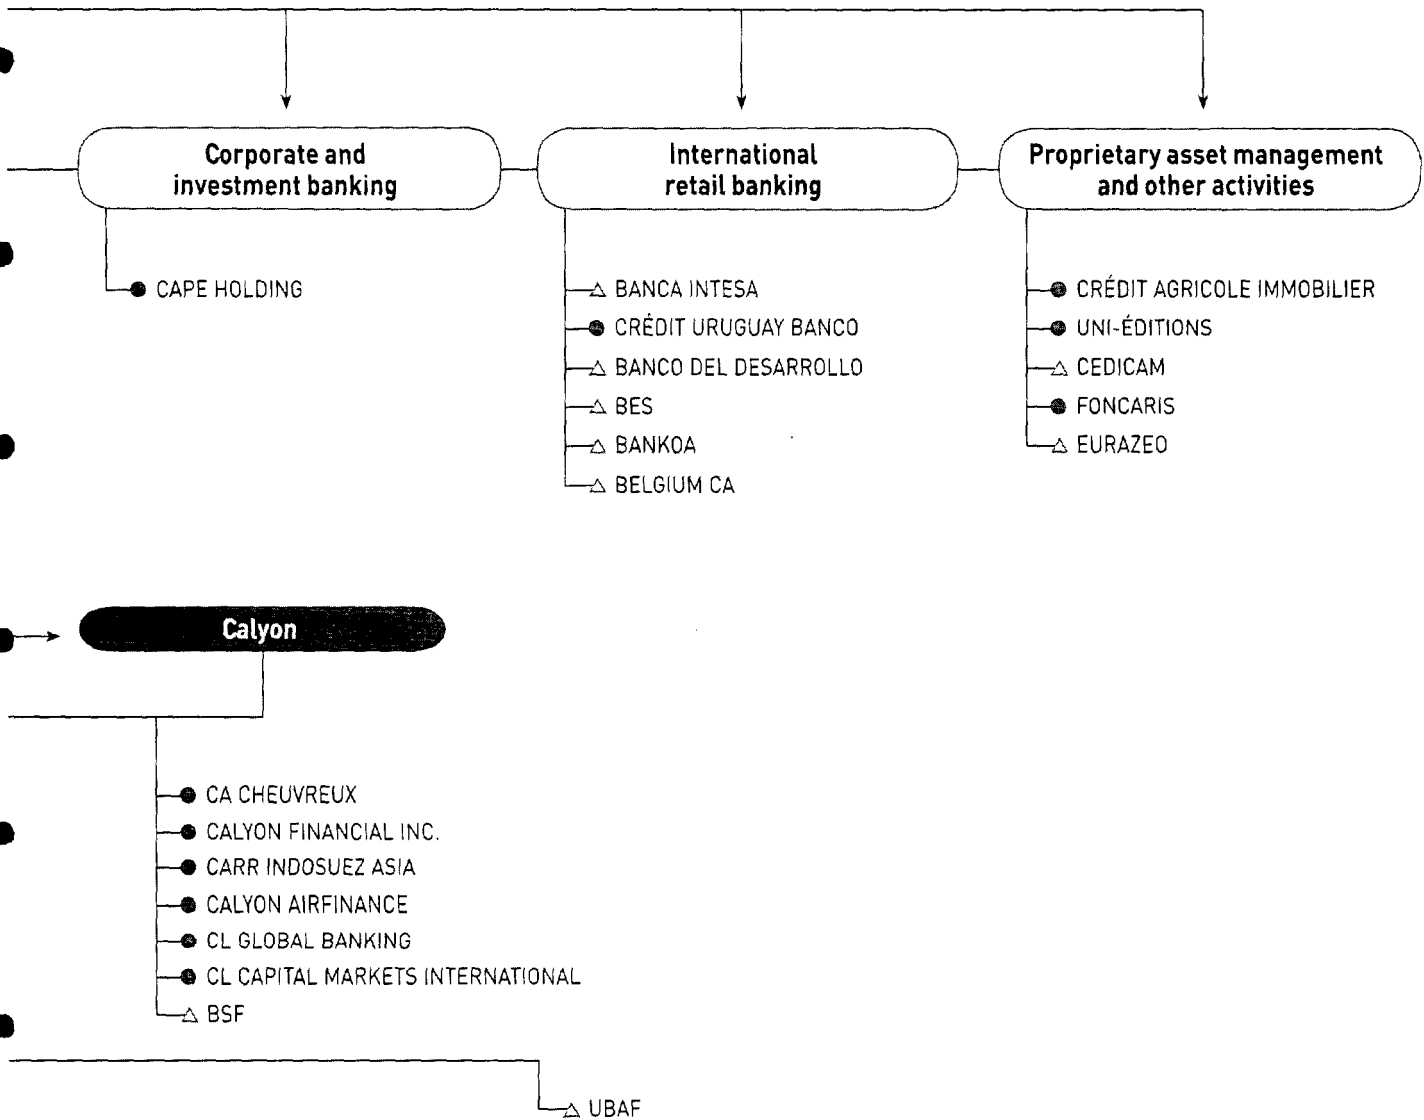 Corporate and
investment banking
International
retail banking
Proprietary asset management
and other activities
CAPE HOLDING
BANCA INTESA
CRÉDIT URUGUAY BANCO
BANCO DEL DESARROLLO
BES
BANKOA
BELGIUM CA
CRÉDIT AGRICOLE IMMOBILIER
UNI-ÉDITIONS
CEDICAM
FONCARIS
EURAZEO
Calyon
CA CHEUVREUX
CALYON FINANCIAL INC.
CARR INDOSUEZ ASIA
CALYON AIRFINANCE
CL GLOBAL BANKING
CL CAPITAL MARKETS INTERNATIONAL
BSF
UBAF